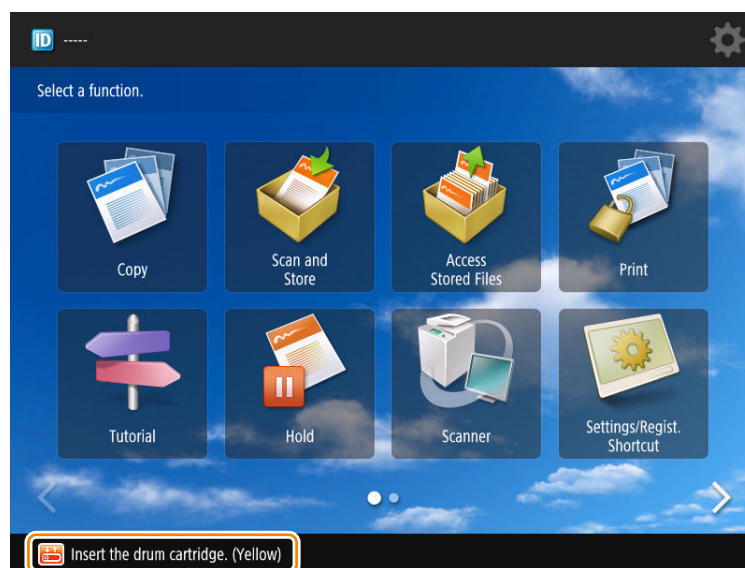 ID -----
Select a function.
Copy
Scan and
Store
Access
Stored Files
Print
Tutorial
Hold
Scanner
Settings/Regist.
Shortcut
Insert the drum cartridge. (Yellow)